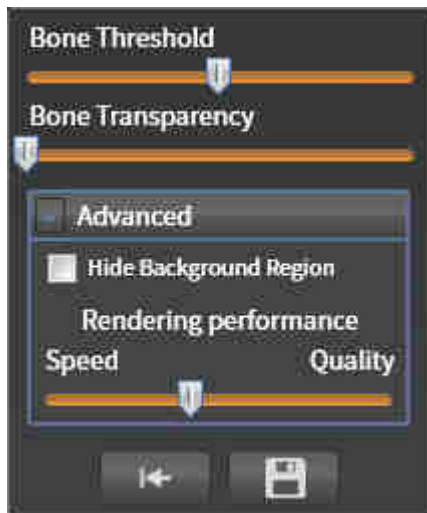 Bone Threshold
Bone Transparency
Advanced
Hide Background Region
Rendering performance
Speed Quality